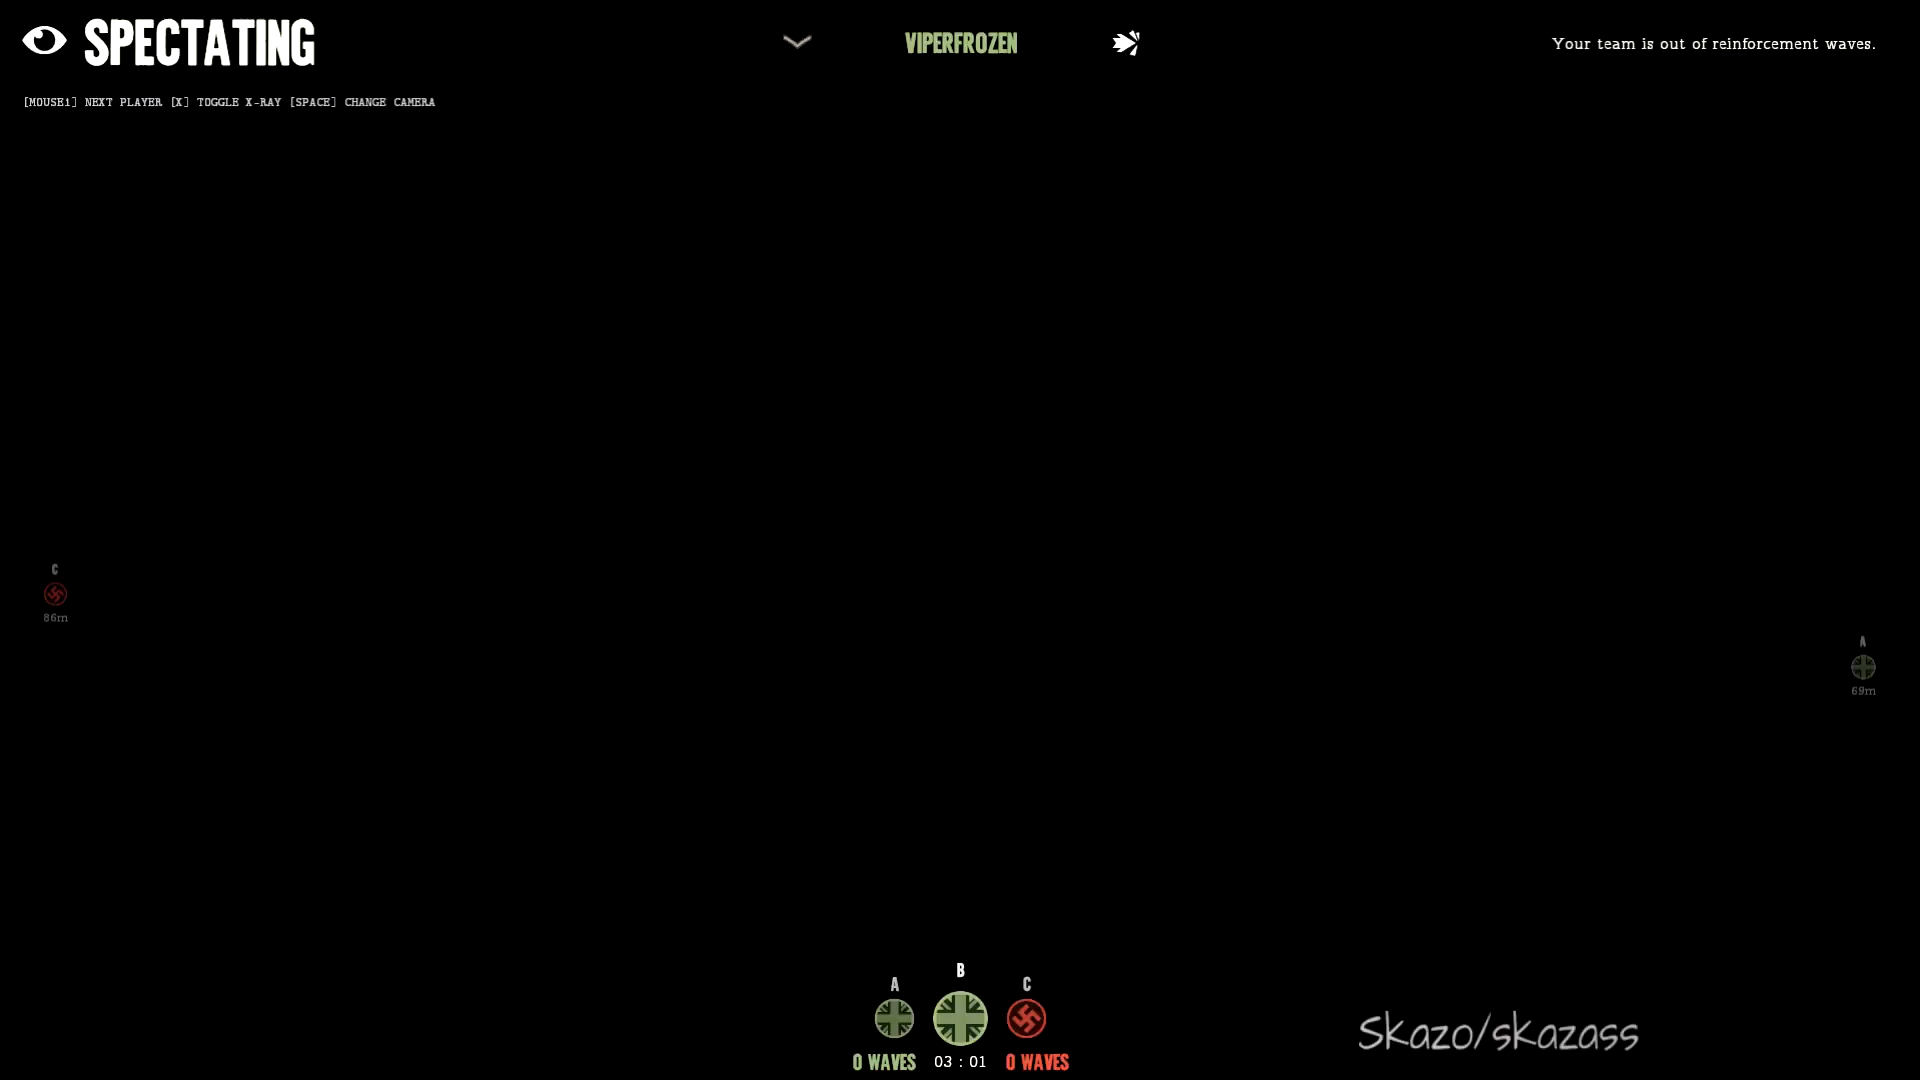 SPECTATING
VIPERFROZEN
Your team is out of reinforcement waves.
[MOUSE1] NEXT PLAYER [X] TOGGLE X-RAY [SPACE] CHANGE CAMERA
C
86m
A
69m
A B C
0 WAVES 03 : 01 0 WAVES
Skazo/skazass